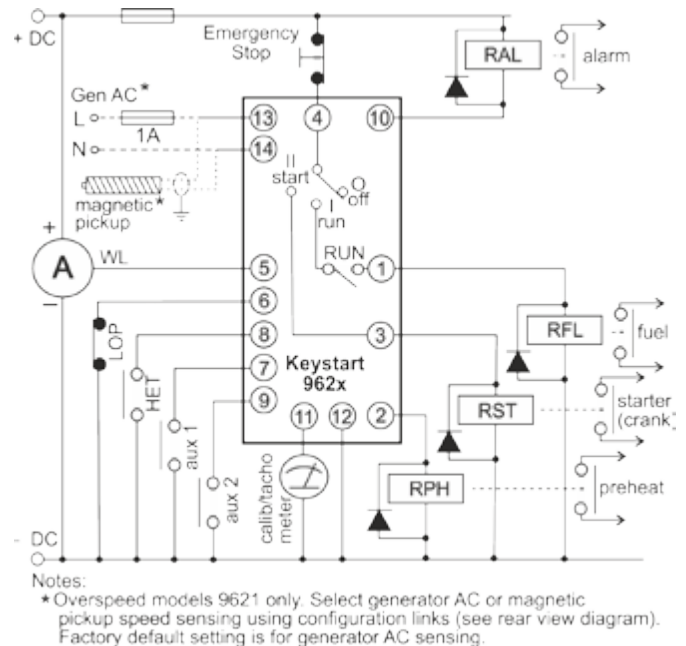 + DC
Emergency
Stop
RAL
alarm
Gen AC*
L
1A
N
13
4
10
14
II
start
O
off
I
run
magnetic*
pickup
+
A
WL
RUN
5
1
6
LOP
8
3
RFL
fuel
HET
7
Keystart
962x
RST
starter
(crank)
aux 1
9
11
12
2
aux 2
calib/tacho
meter
RPH
preheat
- DC
Notes:
* Overspeed models 9621 only. Select generator AC or magnetic
pickup speed sensing using configuration links (see rear view diagram).
Factory default setting is for generator AC sensing.